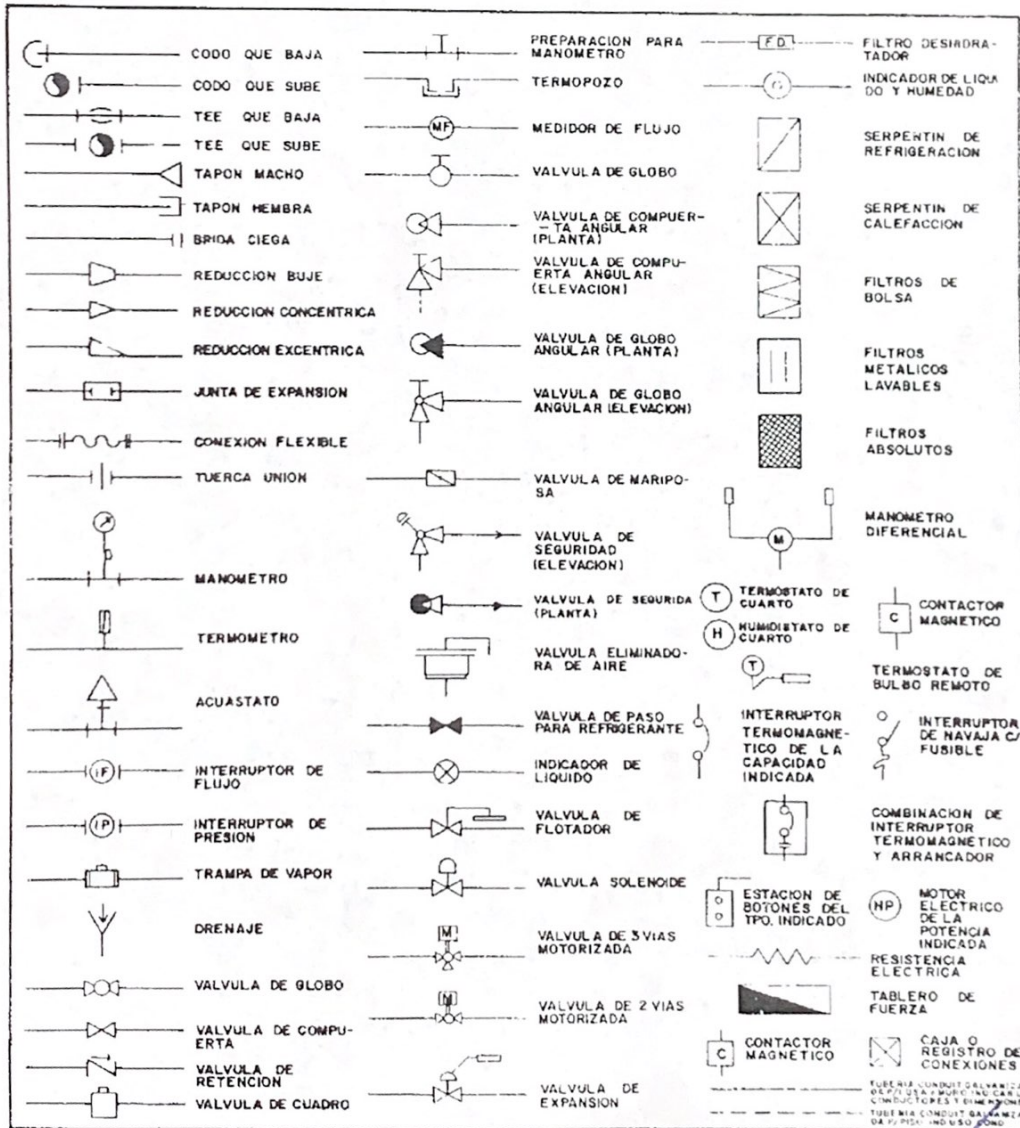 CODO QUE BAJA
CODO QUE SUBE
TEE QUE BAJA
TEE QUE SUBE
TAPON MACHO
TAPON HEMBRA
BRIDA CIEGA
REDUCCION BUJE
REDUCCION CONCENTRICA
REDUCCION EXCENTRICA
JUNTA DE EXPANSION
CONEXION FLEXIBLE
TUERCA UNION
MANOMETRO
TERMOMETRO
ACUASTATO
IF
INTERRUPTOR DE
FLUJO
IP
INTERRUPTOR DE
PRESION
TRAMPA DE VAPOR
DRENAJE
VALVULA DE GLOBO
VALVULA DE COMPU-
ERTA
VALVULA DE
RETENCION
VALVULA DE CUADRO
PREPARACION PARA
MANOMETRO
TERMOPOZO
MF
MEDIDOR DE FLUJO
VALVULA DE GLOBO
VALVULA DE COMPUER-
-TA ANGULAR
(PLANTA)
VALVULA DE COMPU-
ERTA ANGULAR
(ELEVACION)
VALVULA DE GLOBO
ANGULAR (PLANTA)
VALVULA DE GLOBO
ANGULAR (ELEVACION)
VALVULA DE MARIPO-
SA
VALVULA DE
SEGURIDAD
(ELEVACION)
VALVULA DE SEGURIDA
(PLANTA)
VALVULA ELIMINADO-
RA DE AIRE
VALVULA DE PASO
PARA REFRIGERANTE
INDICADOR DE
LIQUIDO
VALVULA DE
FLOTADOR
VALVULA SOLENOIDE
M
VALVULA DE 3 VIAS
MOTORIZADA
M
VALVULA DE 2 VIAS
MOTORIZADA
VALVULA DE
EXPANSION
F.D.
FILTRO DESHIDRA-
TADOR
INDICADOR DE LIQUI
DO Y HUMEDAD
SERPENTIN DE
REFRIGERACION
SERPENTIN DE
CALEFACCION
FILTROS DE
BOLSA
FILTROS
METALICOS
LAVABLES
FILTROS
ABSOLUTOS
M
MANOMETRO
DIFERENCIAL
T
TERMOSTATO DE
CUARTO
H
HUMIDISTATO DE
CUARTO
C
CONTACTOR
MAGNETICO
T
TERMOSTATO DE
BULBO REMOTO
INTERRUPTOR
TERMOMAGNE-
TICO DE LA
CAPACIDAD
INDICADA
INTERRUPTOR
DE NAVAJA C/
FUSIBLE
COMBINACION DE
INTERRUPTOR
TERMOMAGNETICO
Y ARRANCADOR
ESTACION DE
BOTONES DEL
TPO. INDICADO
HP
MOTOR
ELECTRICO
DE LA
POTENCIA
INDICADA
RESISTENCIA
ELECTRICA
TABLERO DE
FUERZA
C
CONTACTOR
MAGNETICO
CAJA O
REGISTRO DE
CONEXIONES
TUBERIA CONDUIT GALVANIZA
MURO INDICAR
CONDUCTORES Y
TUBERIA CONDUIT GALVANIZA
DA P/ PISO